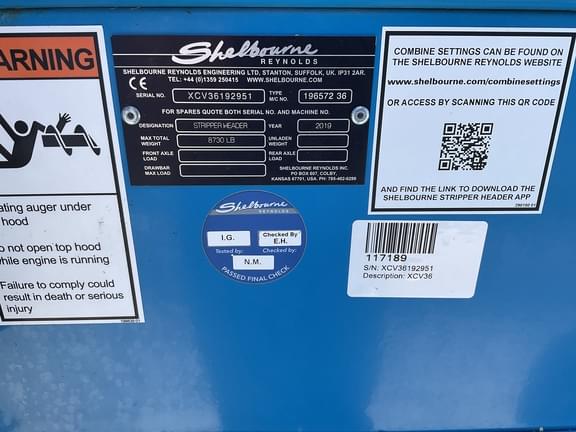 WARNING
ating auger under
hood
o not open top hood
while engine is running
Failure to comply could
result in death or serious
injury
Shelbourne
REYNOLDS
SHELBOURNE REYNOLDS ENGINEERING LTD, STANTON, SUFFOLK, UK. IP31 2AR.
TEL: +44 (0)1359 250415 WWW.SHELBOURNE.COM
CE
SERIAL NO. XCV36192951 TYPE M/C NO. 196572 36
FOR SPARES QUOTE BOTH SERIAL NO. AND MACHINE NO.
DESIGNATION STRIPPER HEADER YEAR 2019
MAX TOTAL WEIGHT 8730 LB UNLADEN WEIGHT
FRONT AXLE LOAD REAR AXLE LOAD
DRAWBAR MAX LOAD
SHELBOURNE REYNOLDS INC.
PO BOX 607, COLBY,
KANSAS 67701, USA PH: 785-462-6299
Shelbourne
REYNOLDS
I.G. Checked By
E.H.
Tested by: Checked by:
N.M.
PASSED FINAL CHECK
COMBINE SETTINGS CAN BE FOUND ON
THE SHELBOURNE REYNOLDS WEBSITE
www.shelbourne.com/combinesettings
OR ACCESS BY SCANNING THIS QR CODE
AND FIND THE LINK TO DOWNLOAD THE
SHELBOURNE STRIPPER HEADER APP
117189
S/N: XCV36192951
Description: XCV36